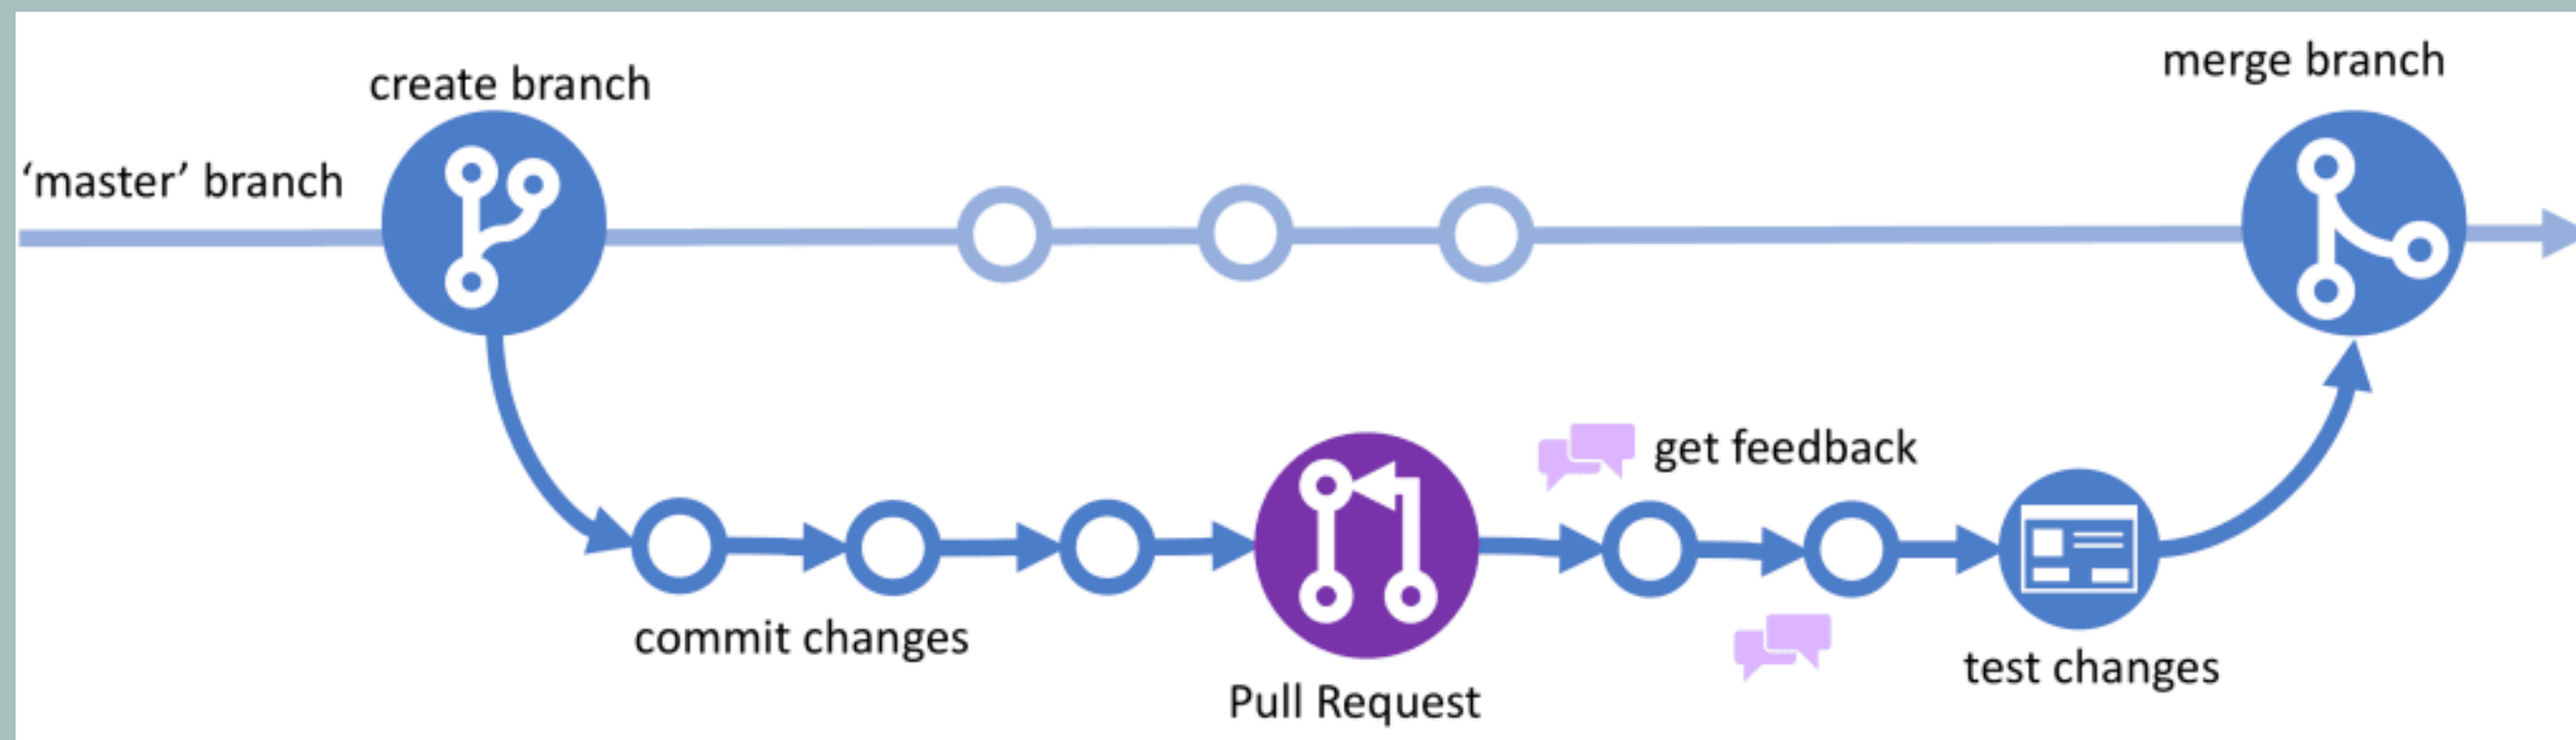 create branch
merge branch
‘master’ branch
get feedback
commit changes
test changes
Pull Request